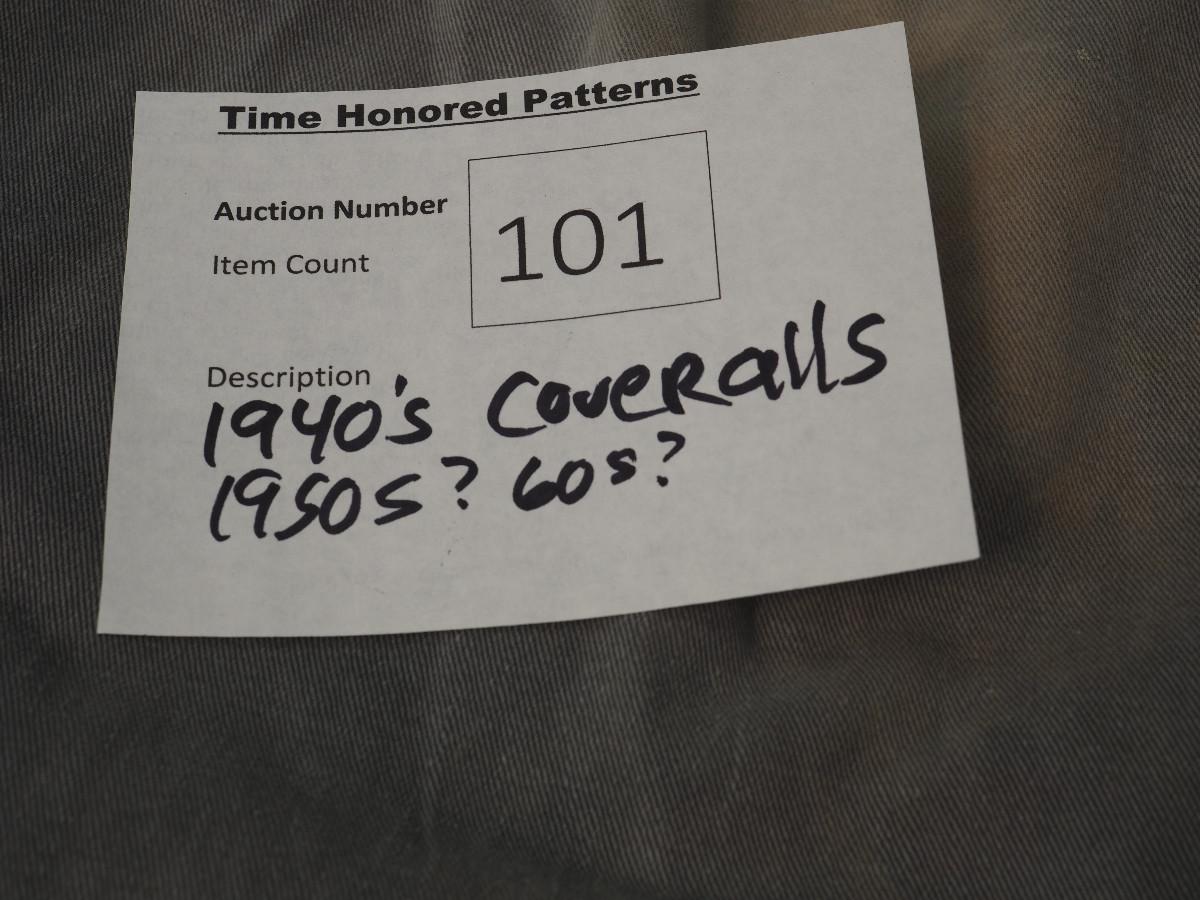 Time Honored Patterns
Auction Number
101
Item Count
Description
1940's CoveRalls
1950s? 60s?